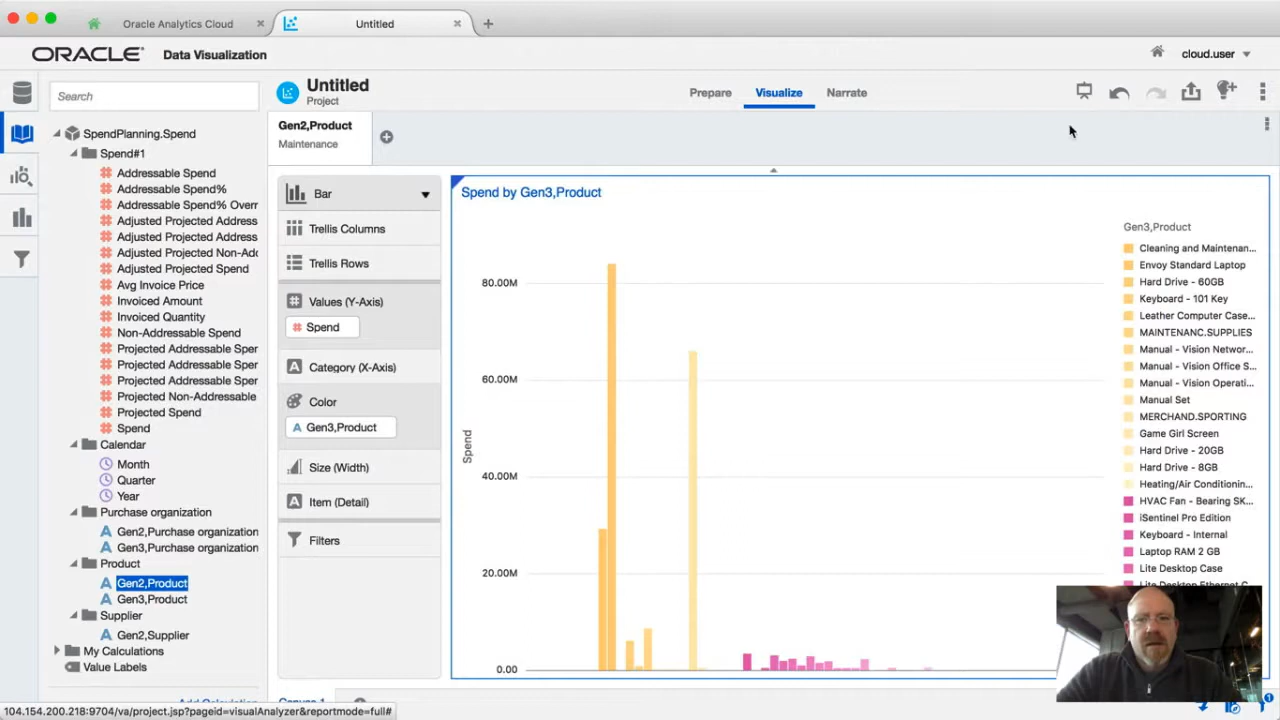 Oracle Analytics Cloud
Untitled
ORACLE® Data Visualization
cloud.user
Search
Untitled
Project
Prepare
Visualize
Narrate
Gen2,Product
Maintenance
SpendPlanning.Spend
Spend#1
Addressable Spend
Addressable Spend%
Addressable Spend% Overr
Adjusted Projected Address
Adjusted Projected Address
Adjusted Projected Non-Add
Adjusted Projected Spend
Avg Invoice Price
Invoiced Amount
Invoiced Quantity
Non-Addressable Spend
Projected Addressable Sper
Projected Addressable Sper
Projected Addressable Sper
Projected Non-Addressable
Projected Spend
Spend
Calendar
Month
Quarter
Year
Purchase organization
Gen2,Purchase organization
Gen3,Purchase organization
Product
Gen2,Product
Gen3,Product
Supplier
Gen2,Supplier
My Calculations
Value Labels
Add Calculation
Bar
Trellis Columns
Trellis Rows
Values (Y-Axis)
Spend
Category (X-Axis)
Color
Gen3,Product
Size (Width)
Item (Detail)
Filters
Canvas 1
Spend by Gen3,Product
Spend
80.00M
60.00M
40.00M
20.00M
0.00
Gen3,Product
Cleaning and Maintenan...
Envoy Standard Laptop
Hard Drive - 60GB
Keyboard - 101 Key
Leather Computer Case...
MAINTENANC.SUPPLIES
Manual - Vision Networ...
Manual - Vision Office S...
Manual - Vision Operati...
Manual Set
MERCHAND.SPORTING
Game Girl Screen
Hard Drive - 20GB
Hard Drive - 8GB
Heating/Air Conditionin...
HVAC Fan - Bearing SK...
iSentinel Pro Edition
Keyboard - Internal
Laptop RAM 2 GB
Lite Desktop Case
Lite Desktop Ethernet C...
104.154.200.218:9704/va/project.jsp?pageid=visualAnalyzer&reportmode=full#
1